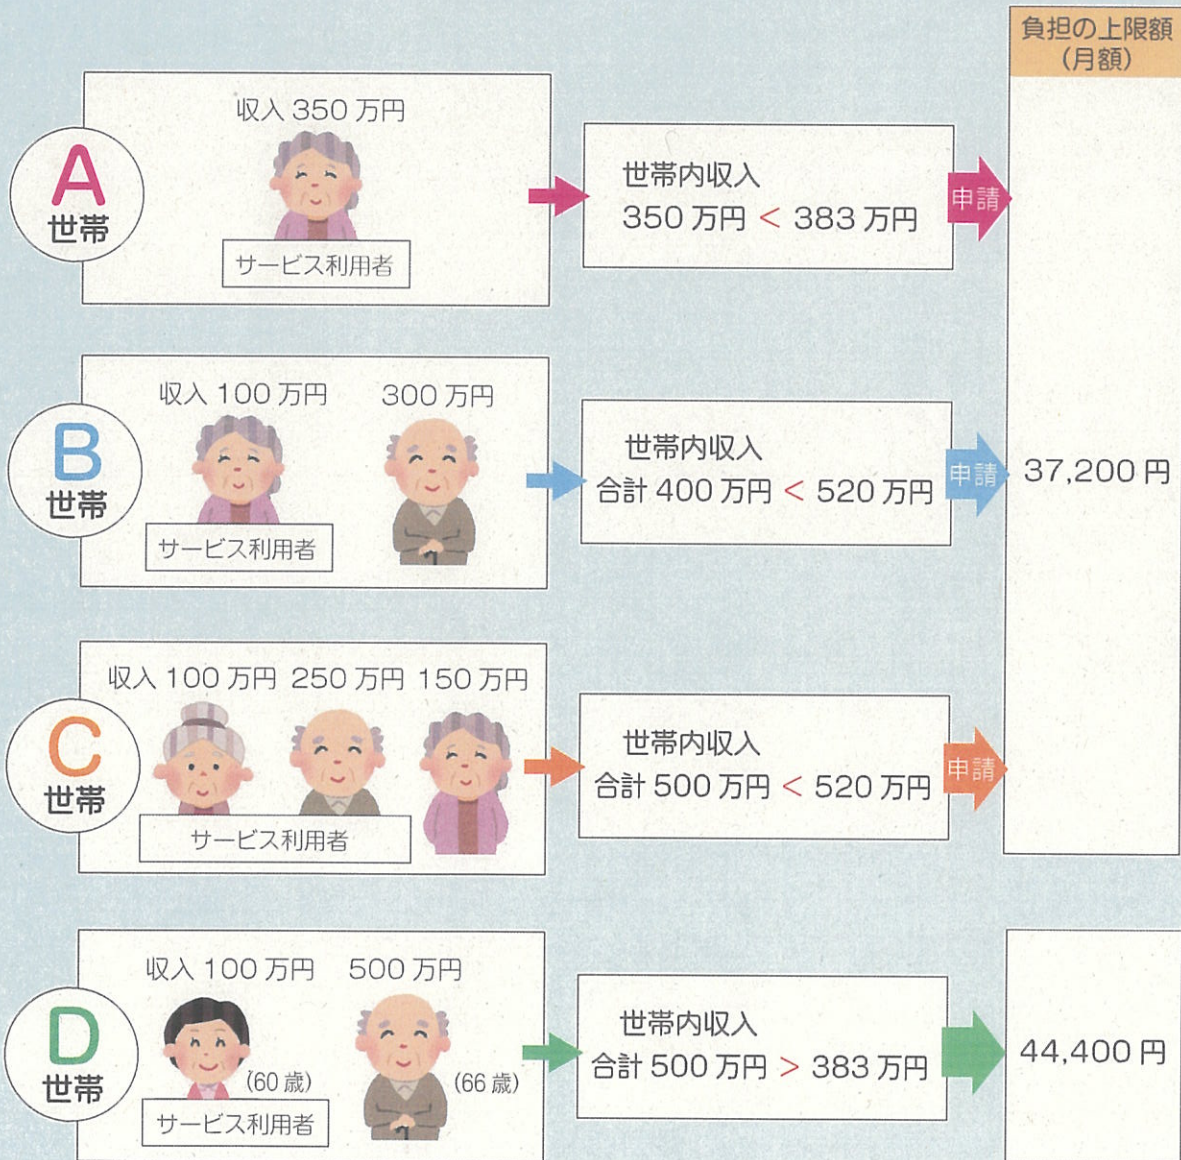 負担の上限額
(月額)
収入 350 万円
A
世帯
サービス利用者
世帯内収入
350 万円 < 383 万円
申請
収入 100 万円 300 万円
B
世帯
サービス利用者
世帯内収入
合計 400 万円 < 520 万円
申請
37,200 円
収入 100 万円 250 万円 150 万円
C
世帯
サービス利用者
世帯内収入
合計 500 万円 < 520 万円
申請
収入 100 万円 500 万円
D
世帯
(60 歳)
(66 歳)
サービス利用者
世帯内収入
合計 500 万円 > 383 万円
44,400 円